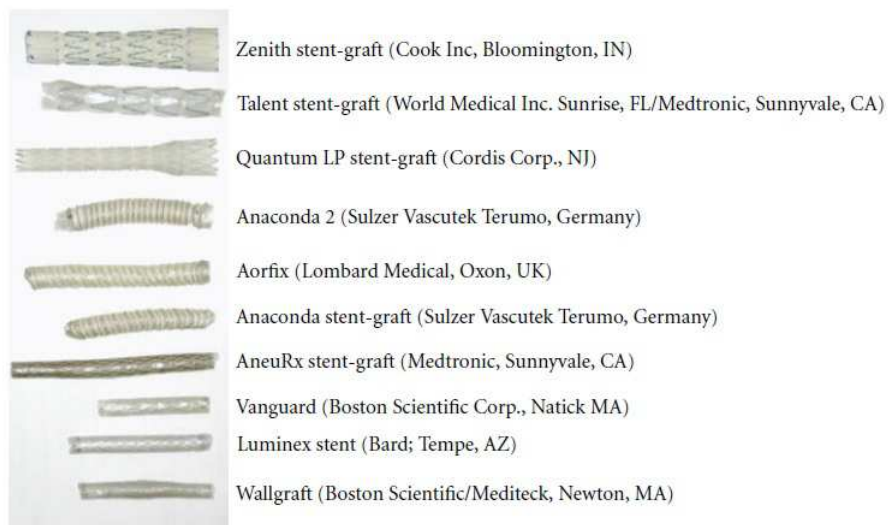 Zenith stent-graft (Cook Inc, Bloomington, IN)
Talent stent-graft (World Medical Inc. Sunrise, FL/Medtronic, Sunnyvale, CA)
Quantum LP stent-graft (Cordis Corp., NJ)
Anaconda 2 (Sulzer Vascutek Terumo, Germany)
Aorfix (Lombard Medical, Oxon, UK)
Anaconda stent-graft (Sulzer Vascutek Terumo, Germany)
AneuRx stent-graft (Medtronic, Sunnyvale, CA)
Vanguard (Boston Scientific Corp., Natick MA)
Luminex stent (Bard; Tempe, AZ)
Wallgraft (Boston Scientific/Mediteck, Newton, MA)